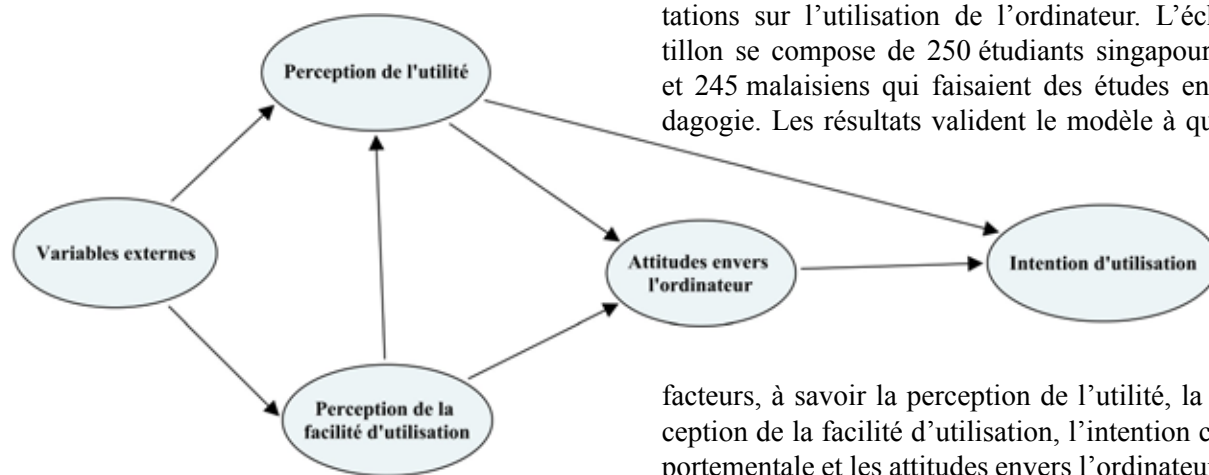 tations sur l'utilisation de l'ordinateur. L'éch
tillon se compose de 250 étudiants singapour
et 245 malaisiens qui faisaient des études en
dagogie. Les résultats valident le modèle à qu
Perception de l'utilité
Variables externes
Attitudes envers
l'ordinateur
Intention d'utilisation
Perception de la
facilité d'utilisation
facteurs, à savoir la perception de l'utilité, la
ception de la facilité d'utilisation, l'intention c
portementale et les attitudes envers l'ordinateur